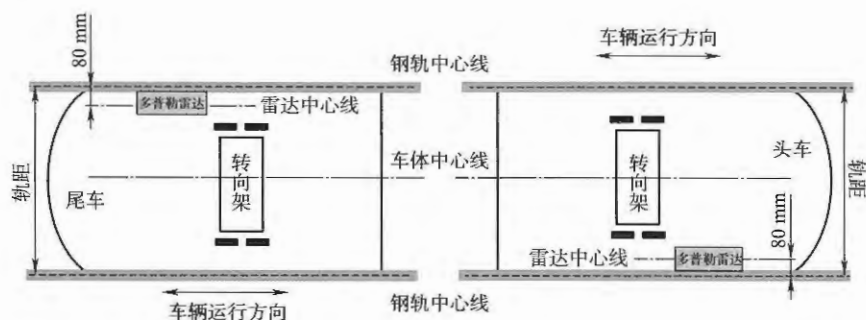 80 mm
钢轨中心线
车辆运行方向
多普勒雷达
雷达中心线
轨距
尾车
转向架
车体中心线
转向架
头车
轨距
80 mm
雷达中心线
多普勒雷达
车辆运行方向
钢轨中心线